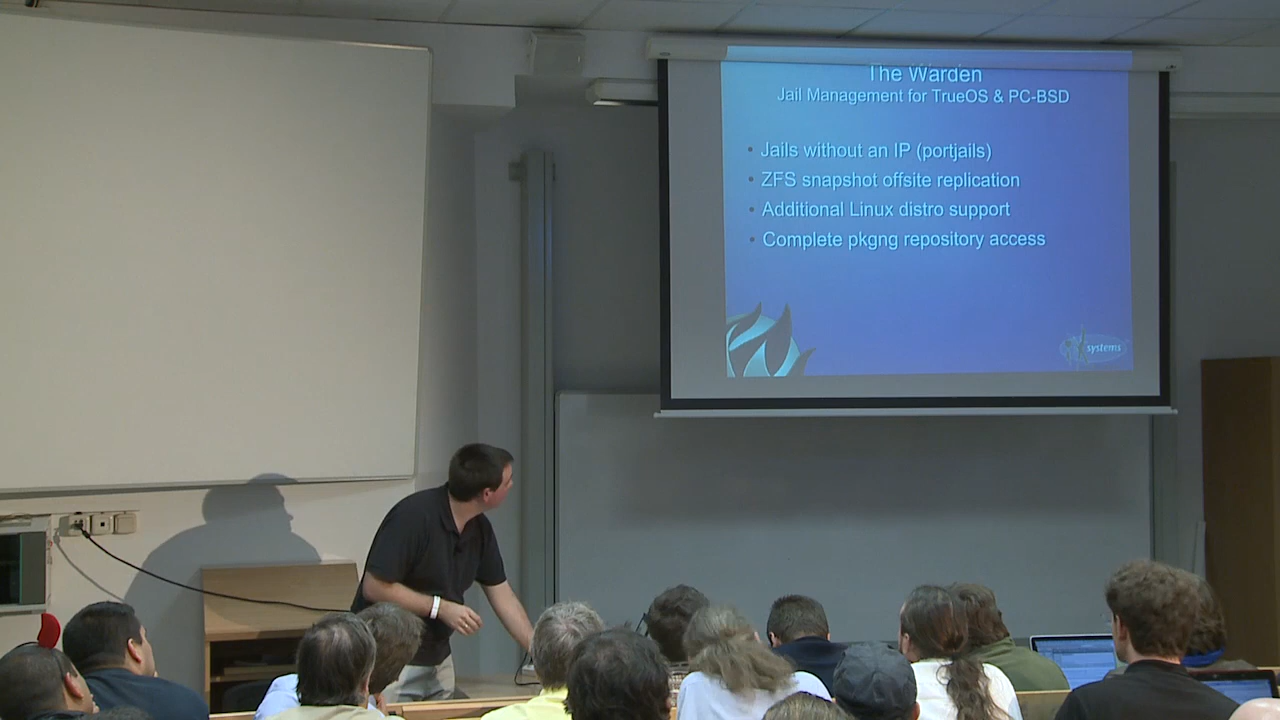 The Warden
Jail Management for TrueOS & PC-BSD
• Jails without an IP (portjails)
• ZFS snapshot offsite replication
• Additional Linux distro support
• Complete pkgng repository access
systems